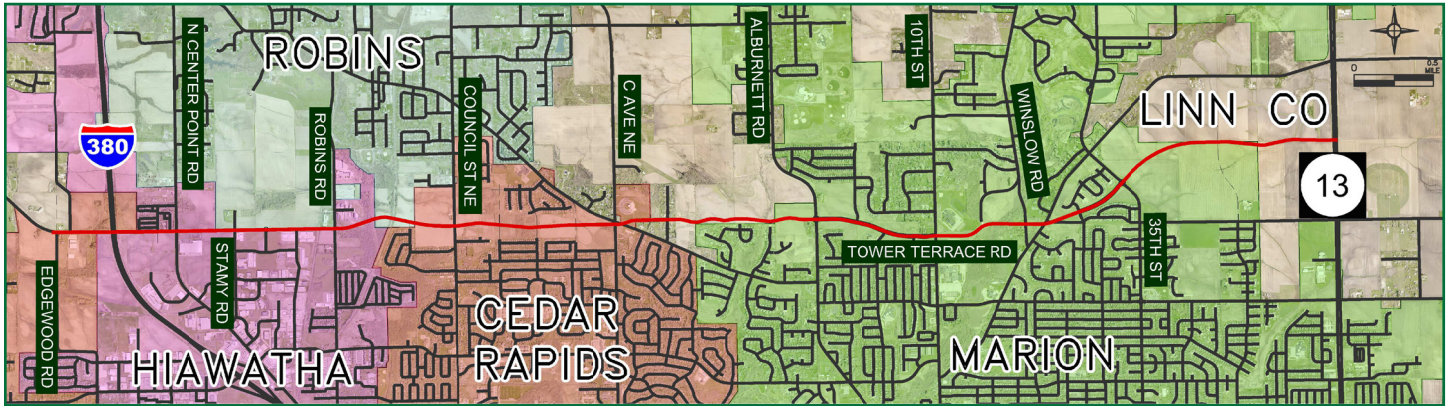 ROBINS
N CENTER POINT RD
ROBINS RD
COUNCIL ST NE
C AVE NE
ALBURNETT RD
10TH ST
WINSLOW RD
LINN CO
0
0.5
MILE
380
13
EDGEWOOD RD
STAMY RD
TOWER TERRACE RD
35TH ST
HIAWATHA
CEDAR
RAPIDS
MARION